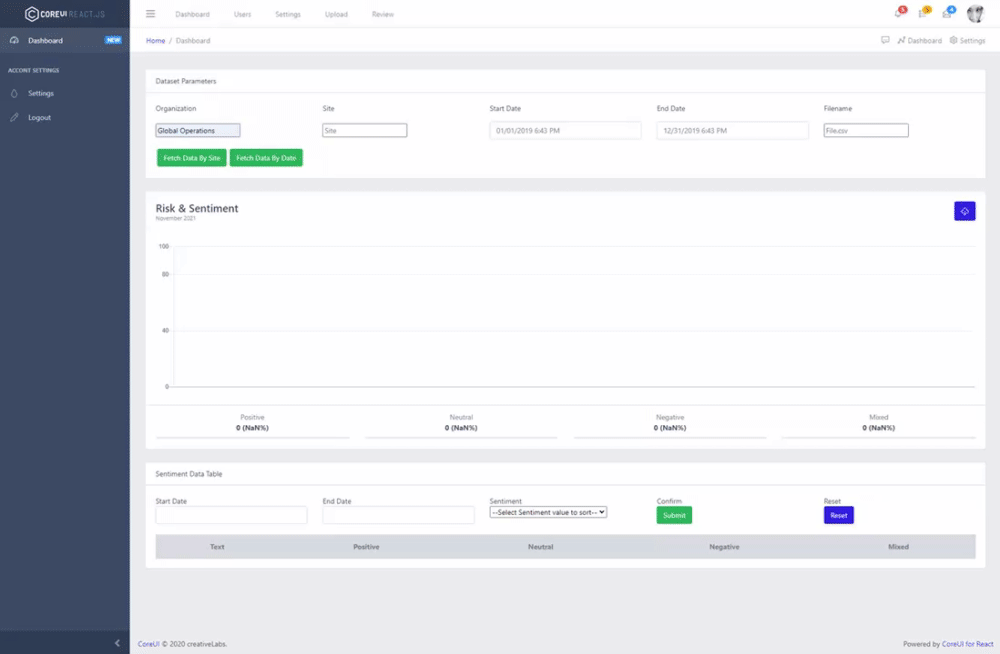 COREUI REACT.JS
Dashboard Users Settings Upload Review 5 5 4
Dashboard NEW
Home / Dashboard Dashboard Settings
ACCONT SETTINGS
Settings
Logout
Dataset Parameters
Organization Site Start Date End Date Filename
Global Operations Site 01/01/2019 6:43 PM 12/31/2019 6:43 PM File.csv
Fetch Data By Site Fetch Data By Date
Risk & Sentiment
November 2021
100
80
40
0
Positive Neutral Negative Mixed
0 (NaN%) 0 (NaN%) 0 (NaN%) 0 (NaN%)
Sentiment Data Table
Start Date End Date Sentiment Confirm Reset
--Select Sentiment value to sort-- Submit Reset
Text Positive Neutral Negative Mixed
CoreUI © 2020 creativeLabs. Powered by CoreUI for React